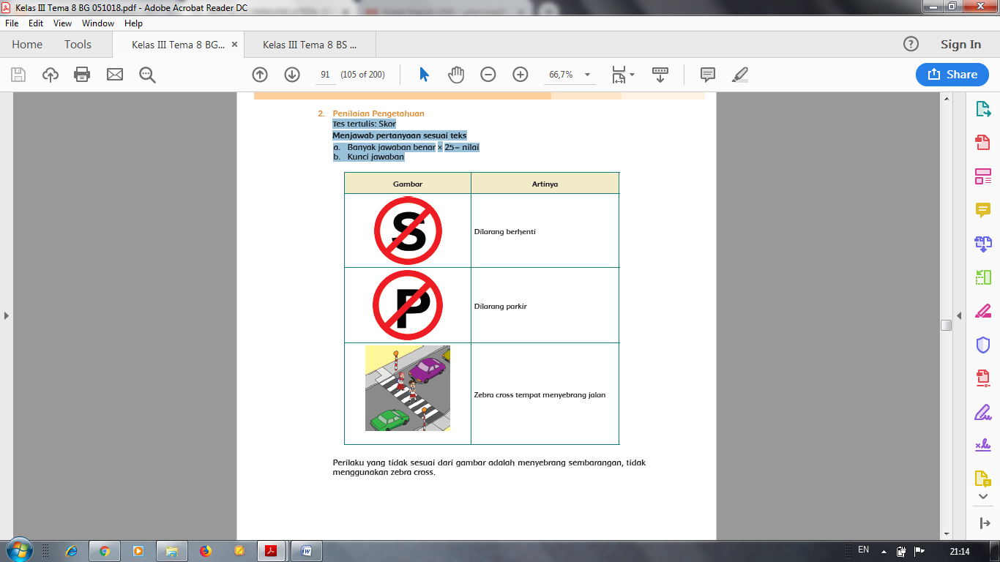 Kelas III Tema 8 BG 051018.pdf - Adobe Acrobat Reader DC
File Edit View Window Help
Home Tools Kelas III Tema 8 BG... × Kelas III Tema 8 BS ... ? Sign In
91 (105 of 200) 66,7% Share
2. Penilaian Pengetahuan
Tes tertulis: Skor
Menjawab pertanyaan sesuai teks
a. Banyak jawaban benar × 25 – nilai
b. Kunci jawaban
Gambar Artinya
S Dilarang berhenti
P Dilarang parkir
Zebra cross tempat menyebrang jalan
Perilaku yang tidak sesuai dari gambar adalah menyebrang sembarangan, tidak
menggunakan zebra cross.
EN 21:14